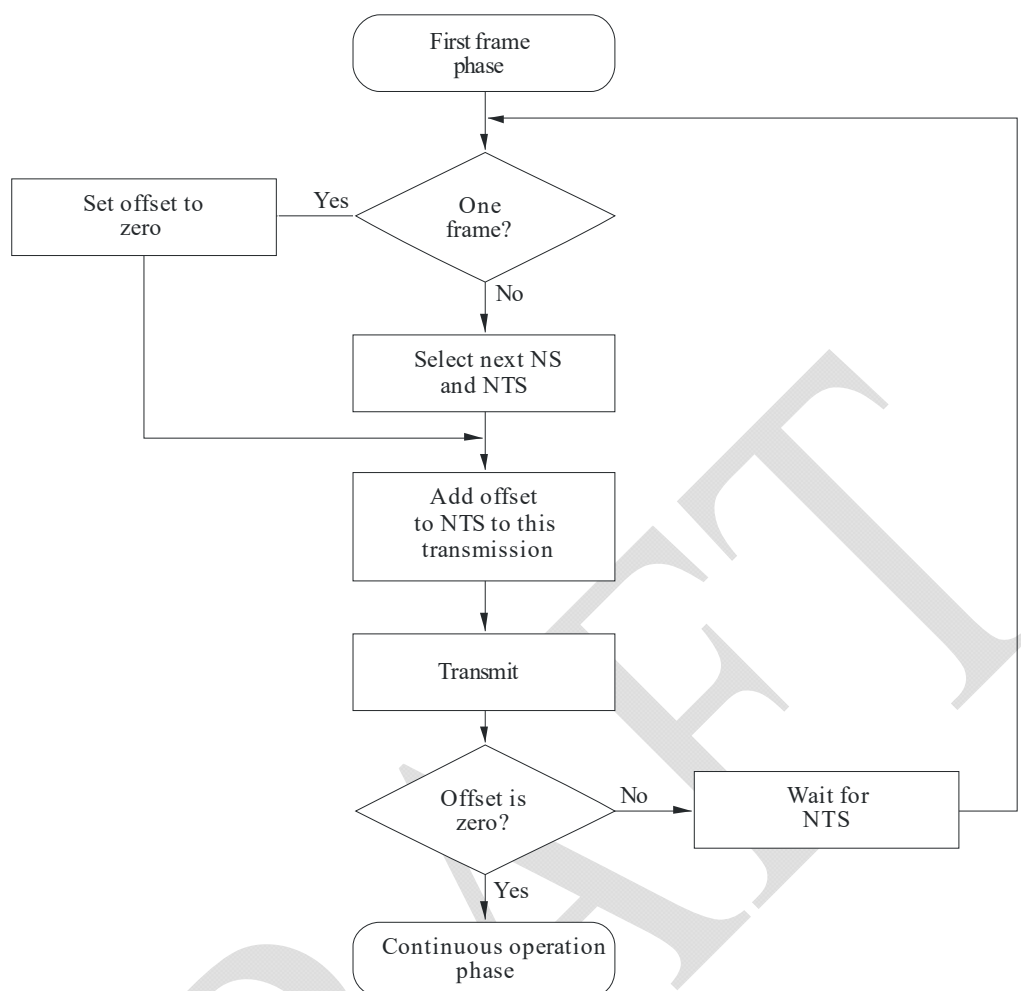 First frame
phase
One
frame?
Yes
Set offset to
zero
No
Select next NS
and NTS
Add offset
to NTS to this
transmission
Transmit
Offset is
zero?
No
Wait for
NTS
Yes
Continuous operation
phase
DRAFT